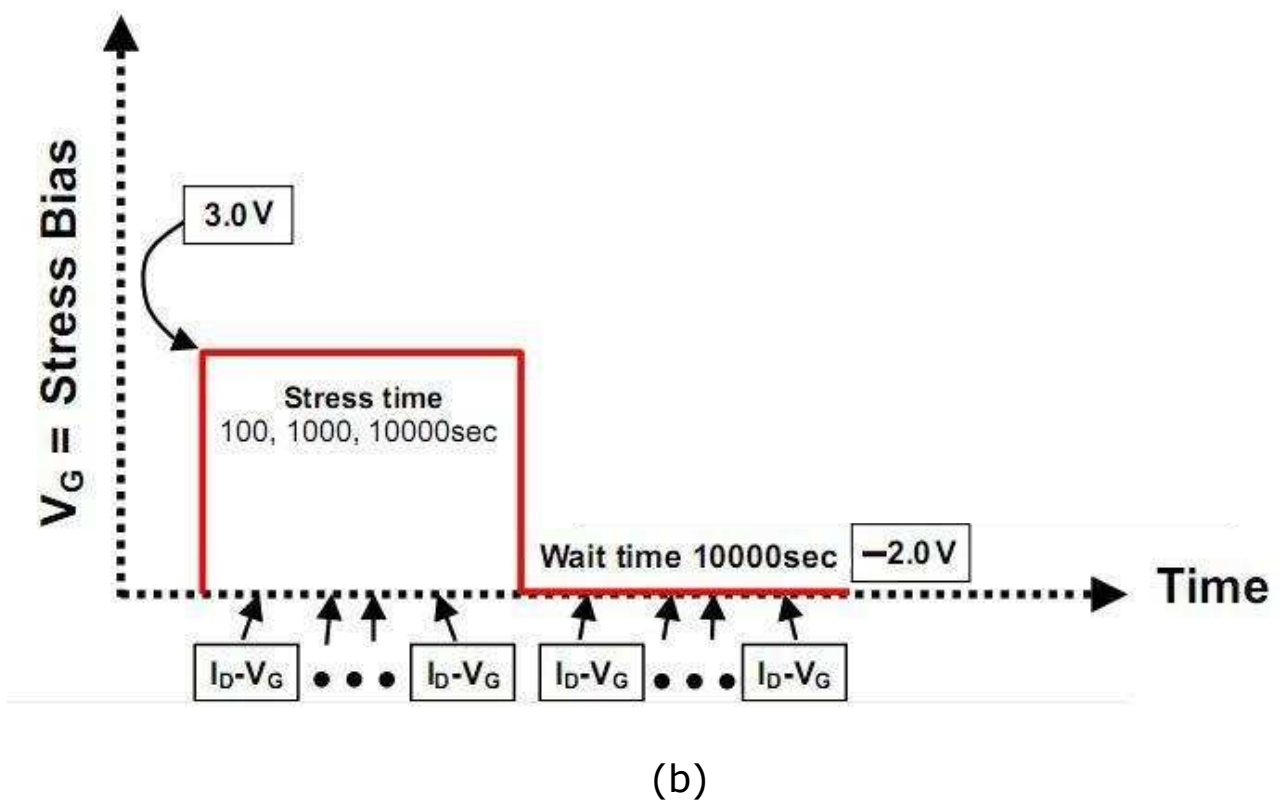 V_G = Stress Bias
3.0 V
Stress time
100, 1000, 10000sec
Wait time 10000sec
−2.0 V
Time
I_D-V_G
I_D-V_G
I_D-V_G
I_D-V_G
(b)